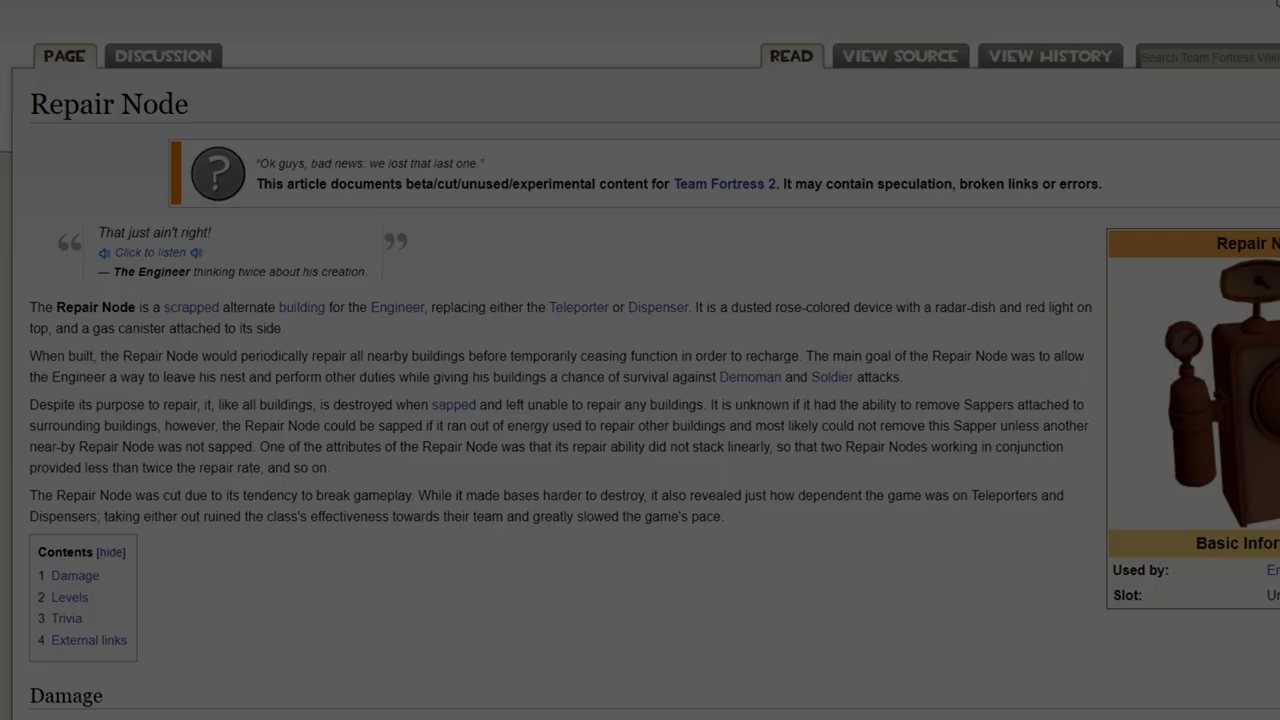 PAGE DISCUSSION READ VIEW SOURCE VIEW HISTORY Search Team Fortress Wiki
Repair Node
“Ok guys, bad news: we lost that last one.”
This article documents beta/cut/unused/experimental content for Team Fortress 2. It may contain speculation, broken links or errors.
“ That just ain't right! ”
Click to listen
— The Engineer thinking twice about his creation.
The Repair Node is a scrapped alternate building for the Engineer, replacing either the Teleporter or Dispenser. It is a dusted rose-colored device with a radar-dish and red light on
top, and a gas canister attached to its side.
When built, the Repair Node would periodically repair all nearby buildings before temporarily ceasing function in order to recharge. The main goal of the Repair Node was to allow
the Engineer a way to leave his nest and perform other duties while giving his buildings a chance of survival against Demoman and Soldier attacks.
Despite its purpose to repair, it, like all buildings, is destroyed when sapped and left unable to repair any buildings. It is unknown if it had the ability to remove Sappers attached to
surrounding buildings, however, the Repair Node could be sapped if it ran out of energy used to repair other buildings and most likely could not remove this Sapper unless another
near-by Repair Node was not sapped. One of the attributes of the Repair Node was that its repair ability did not stack linearly, so that two Repair Nodes working in conjunction
provided less than twice the repair rate, and so on.
The Repair Node was cut due to its tendency to break gameplay. While it made bases harder to destroy, it also revealed just how dependent the game was on Teleporters and
Dispensers; taking either out ruined the class's effectiveness towards their team and greatly slowed the game's pace.
Contents [hide]
1 Damage
2 Levels
3 Trivia
4 External links
Damage
Repair N
Basic Infor
Used by: En
Slot: Un